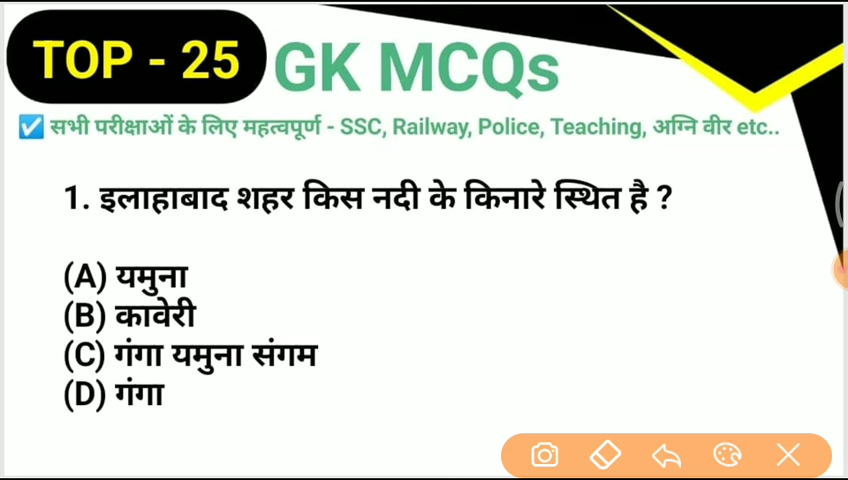 TOP - 25 GK MCQs
सभी परीक्षाओं के लिए महत्वपूर्ण - SSC, Railway, Police, Teaching, अग्नि वीर etc..
1. इलाहाबाद शहर किस नदी के किनारे स्थित है ?
(A) यमुना
(B) कावेरी
(C) गंगा यमुना संगम
(D) गंगा